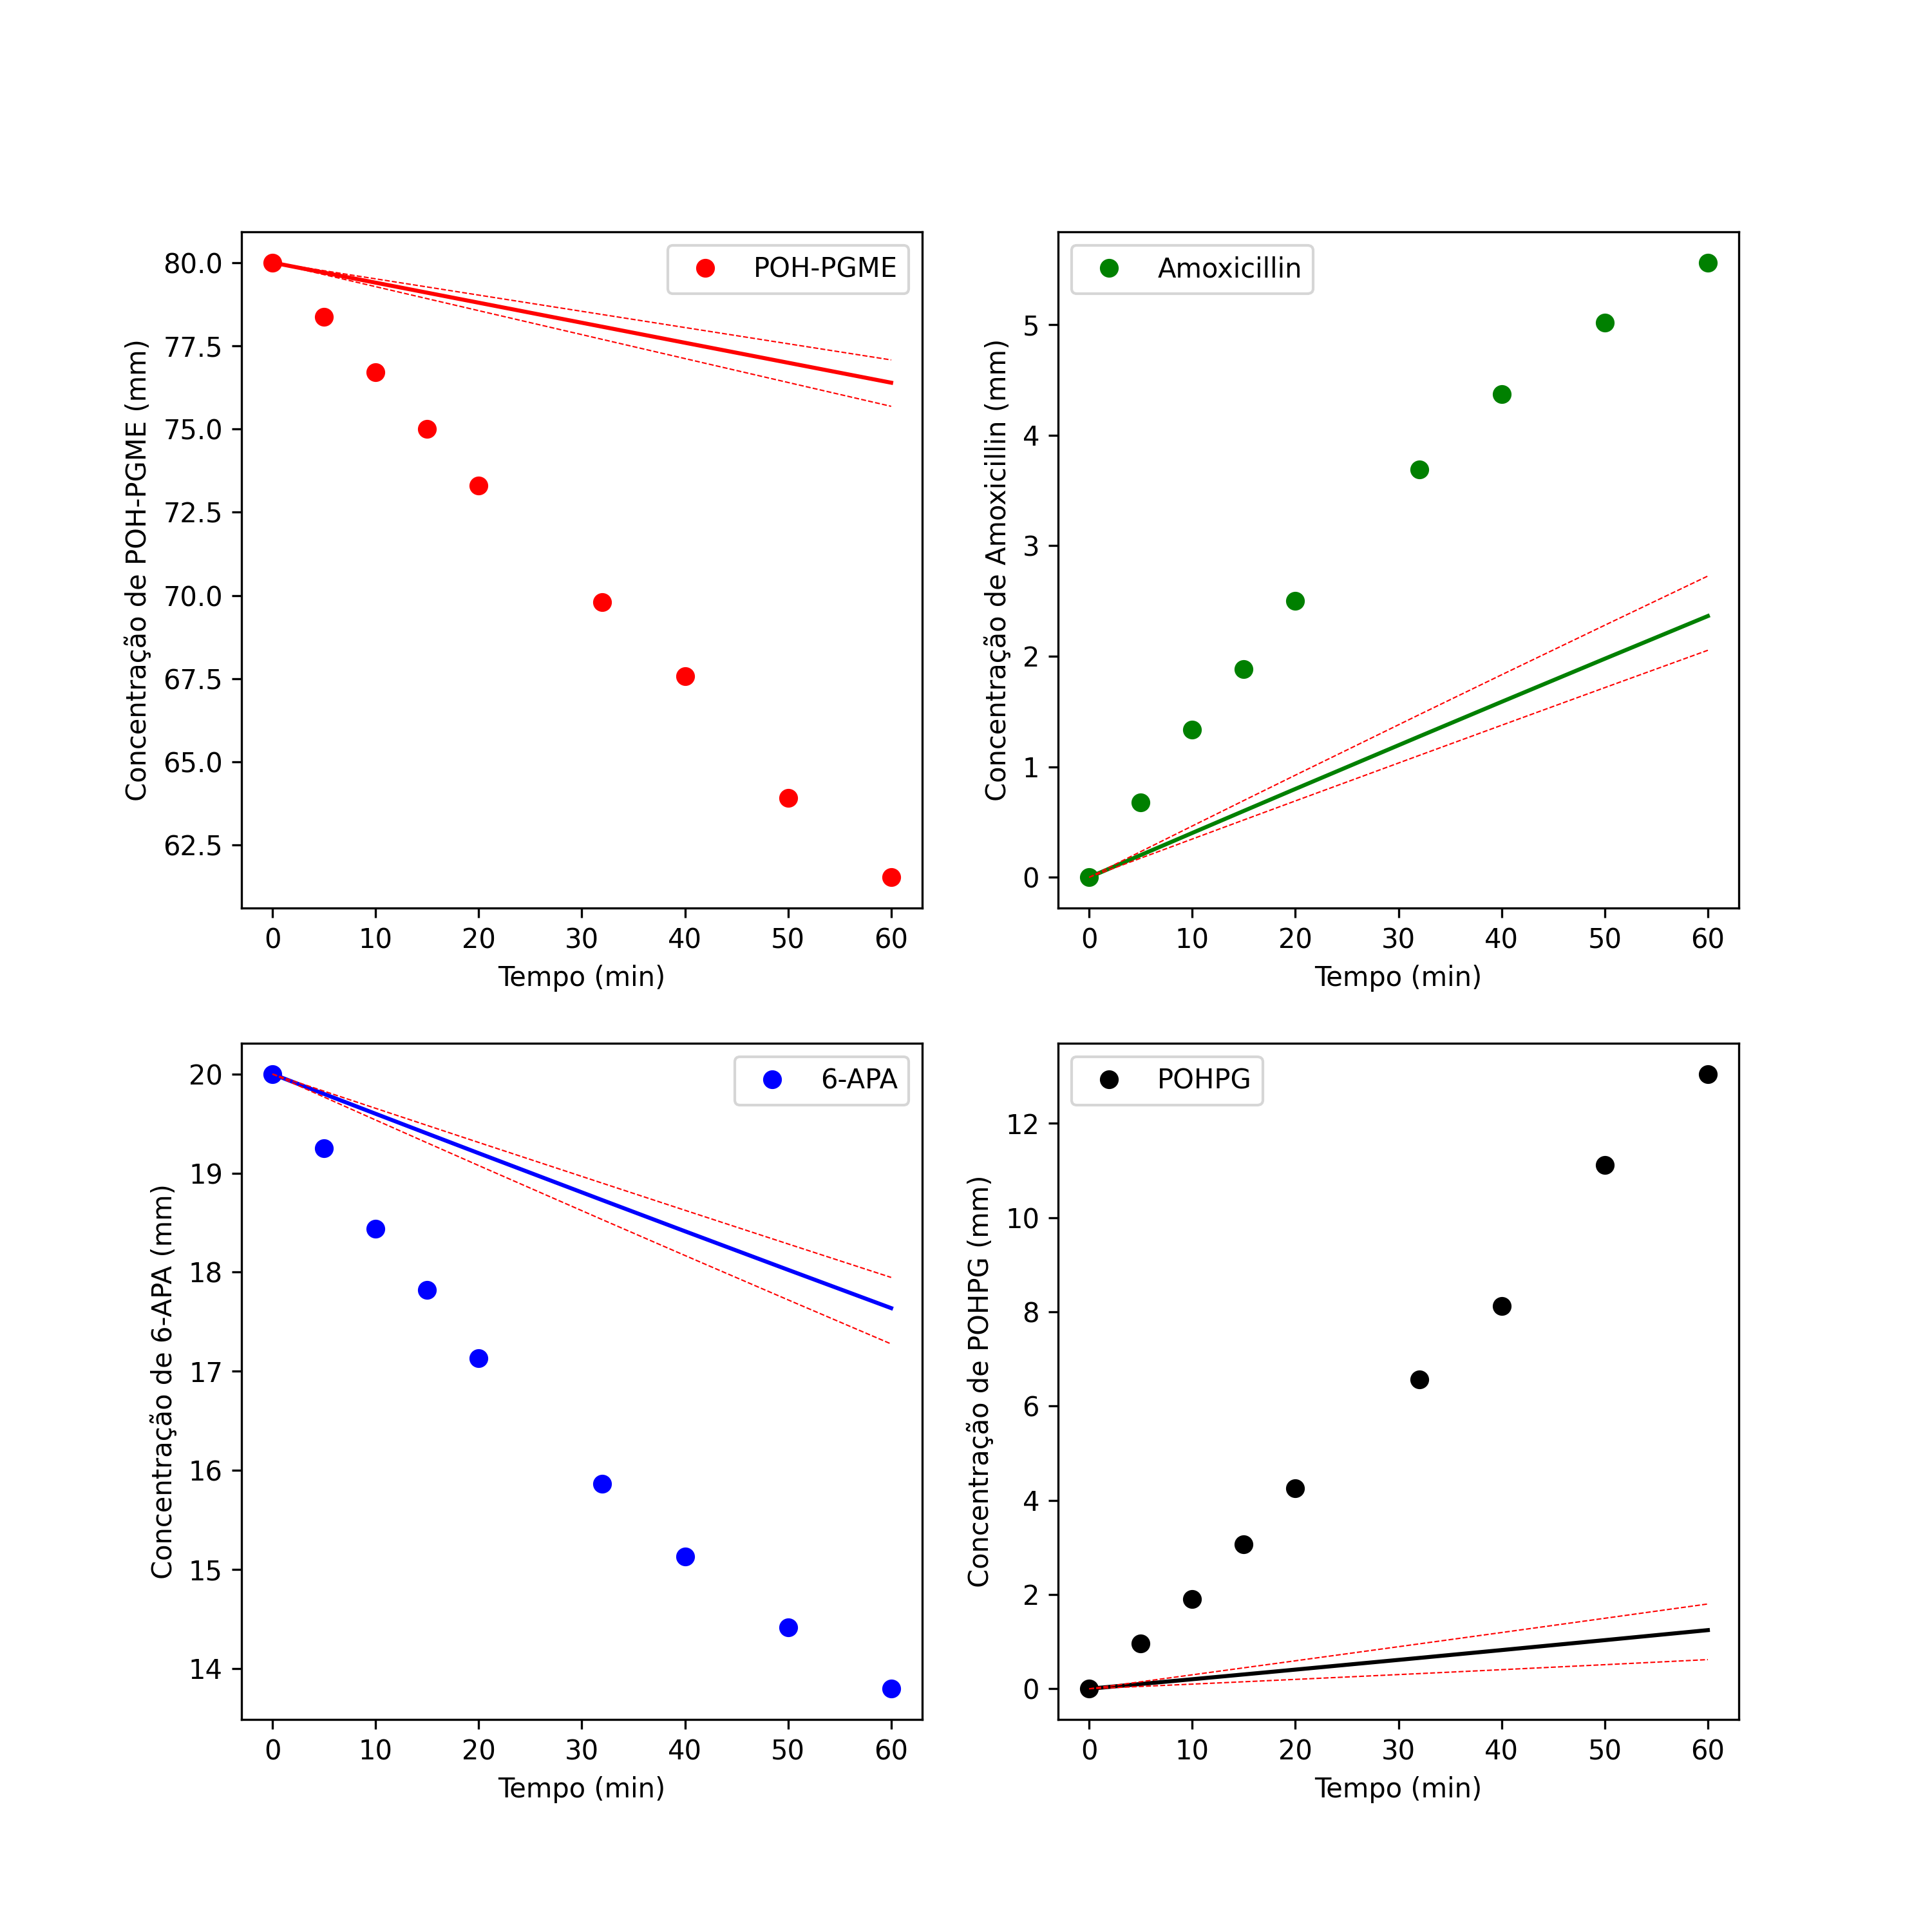 POH-PGME
Concentração de POH-PGME (mm)
80.0
77.5
75.0
72.5
70.0
67.5
65.0
62.5
0 10 20 30 40 50 60
Tempo (min)
Amoxicillin
Concentração de Amoxicillin (mm)
5
4
3
2
1
0
0 10 20 30 40 50 60
Tempo (min)
6-APA
Concentração de 6-APA (mm)
20
19
18
17
16
15
14
0 10 20 30 40 50 60
Tempo (min)
POHPG
Concentração de POHPG (mm)
12
10
8
6
4
2
0
0 10 20 30 40 50 60
Tempo (min)